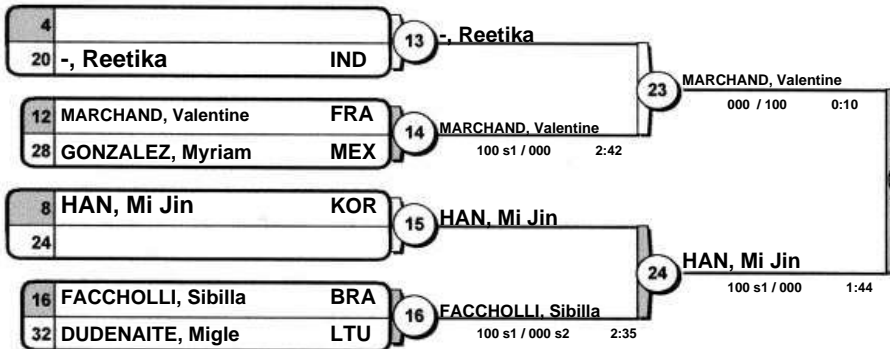 4
20 -, Reetika IND
13 -, Reetika
12 MARCHAND, Valentine FRA
28 GONZALEZ, Myriam MEX
14 MARCHAND, Valentine
100 s1 / 000 2:42
23 MARCHAND, Valentine
000 / 100 0:10
8 HAN, Mi Jin KOR
24
15 HAN, Mi Jin
16 FACCHOLLI, Sibilla BRA
32 DUDENAITE, Migle LTU
16 FACCHOLLI, Sibilla
100 s1 / 000 s2 2:35
24 HAN, Mi Jin
100 s1 / 000 1:44